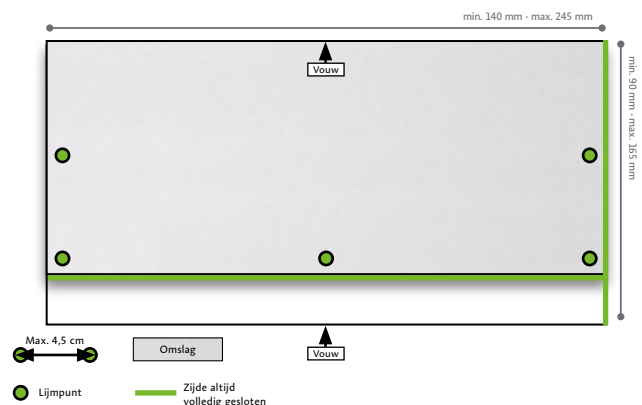 min. 140 mm - max. 245 mm
Vouw
min. 90 mm - max. 165 mm
Vouw
Max. 4,5 cm
Omslag
Lijmpunt
Zijde altijd
volledig gesloten